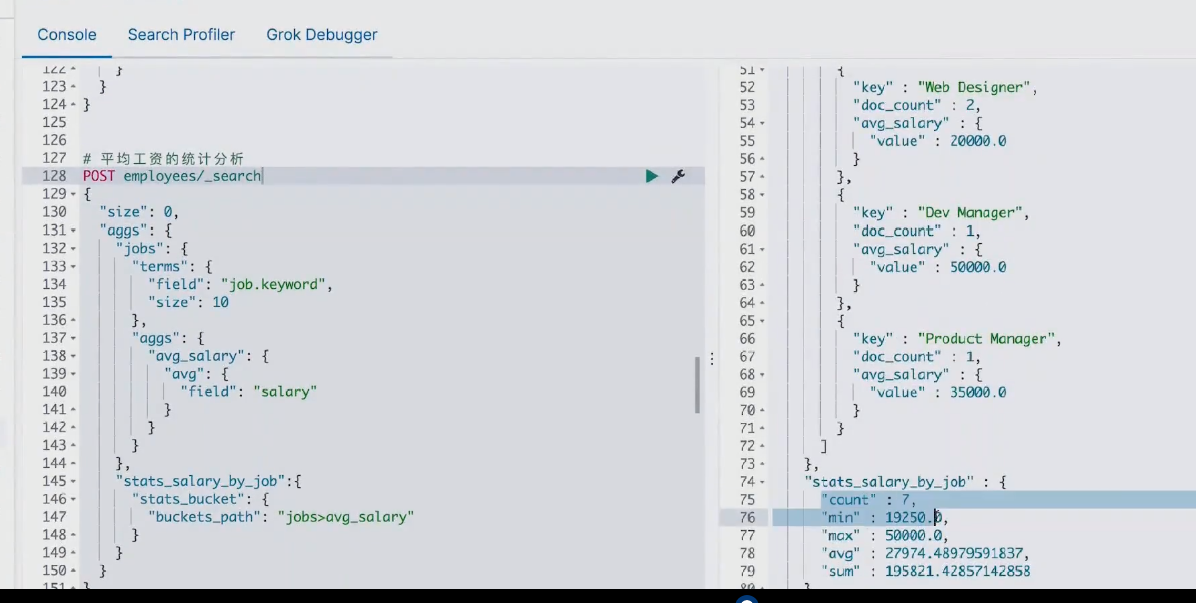 Console Search Profiler Grok Debugger
122 }
123 }
124 }
125
126
127 # 平均工资的统计分析
128 POST employees/_search
129 {
130 "size": 0,
131 "aggs": {
132 "jobs": {
133 "terms": {
134 "field": "job.keyword",
135 "size": 10
136 },
137 "aggs": {
138 "avg_salary": {
139 "avg": {
140 "field": "salary"
141 }
142 }
143 }
144 },
145 "stats_salary_by_job":{
146 "stats_bucket": {
147 "buckets_path": "jobs>avg_salary"
148 }
149 }
150 }
151 }
51 {
52 "key" : "Web Designer",
53 "doc_count" : 2,
54 "avg_salary" : {
55 "value" : 20000.0
56 }
57 },
58 {
59 "key" : "Dev Manager",
60 "doc_count" : 1,
61 "avg_salary" : {
62 "value" : 50000.0
63 }
64 },
65 {
66 "key" : "Product Manager",
67 "doc_count" : 1,
68 "avg_salary" : {
69 "value" : 35000.0
70 }
71 }
72 ]
73 },
74 "stats_salary_by_job" : {
75 "count" : 7,
76 "min" : 19250.0,
77 "max" : 50000.0,
78 "avg" : 27974.48979591837,
79 "sum" : 195821.42857142858
80 }